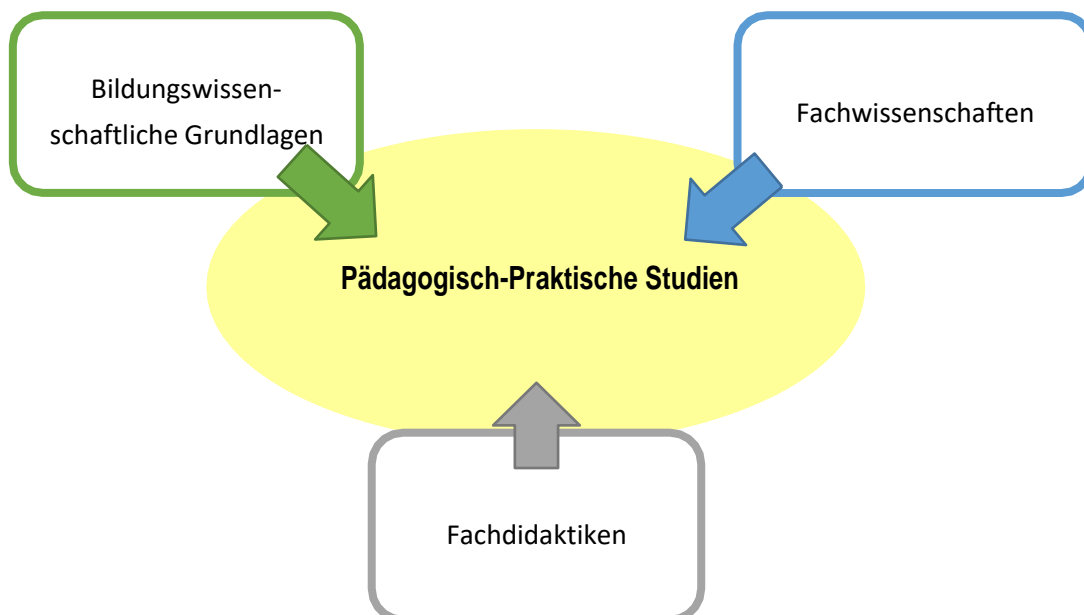 Bildungswissen-
schaftliche Grundlagen
Fachwissenschaften
Pädagogisch-Praktische Studien
Fachdidaktiken